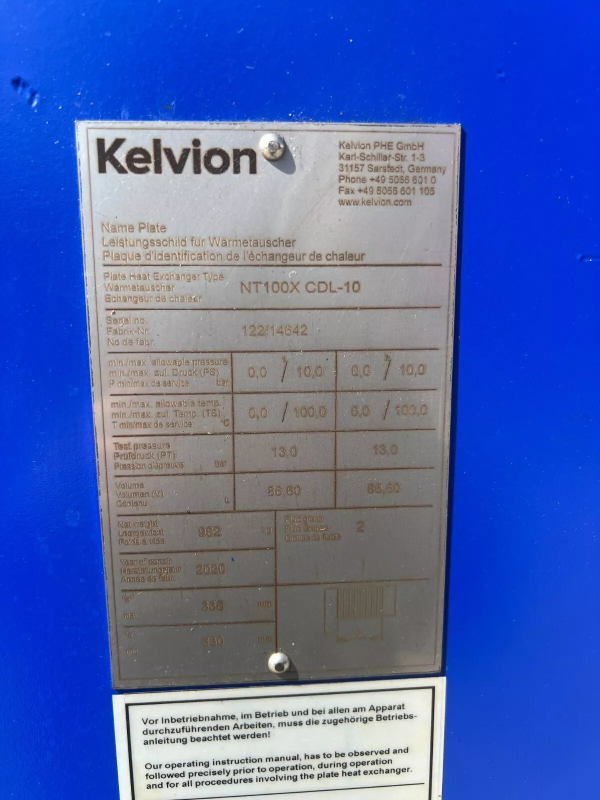 Kelvion
Kelvion PHE GmbH
Karl-Schiller-Str. 1-3
31157 Sarstedt, Germany
Phone +49 5066 601 0
Fax +49 5066 601 105
www.kelvion.com
Name Plate
Leistungsschild für Wärmetauscher
Plaque d'identification de l'échangeur de chaleur
Plate Heat Exchanger Type
Wärmetauscher
Echangeur de chaleur
NT100X CDL-10
Serial no.
Fabrik-Nr.
No de fabr.
122/14642
min./max. allowable pressure
min./max. zul. Druck (PS)
P min/max de service bar
0,0 / 10,0 0,0 / 10,0
min./max. allowable temp.
min./max. zul. Temp. (TS)
T min/max de service °C
0,0 / 100,0 0,0 / 100,0
Test pressure
Prüfdruck (PT)
Pression d'épreuve bar
13,0 13,0
Volume
Volumen (V)
Contenu
Net weight
Leergewicht
Poids à vide
982
2
mm
mm
Vor Inbetriebnahme, im Betrieb und bei allen am Apparat
durchzuführenden Arbeiten, muss die zugehörige Betriebs-
anleitung beachtet werden!
Our operating instruction manual, has to be observed and
followed precisely prior to operation, during operation
and for all proceedures involving the plate heat exchanger.